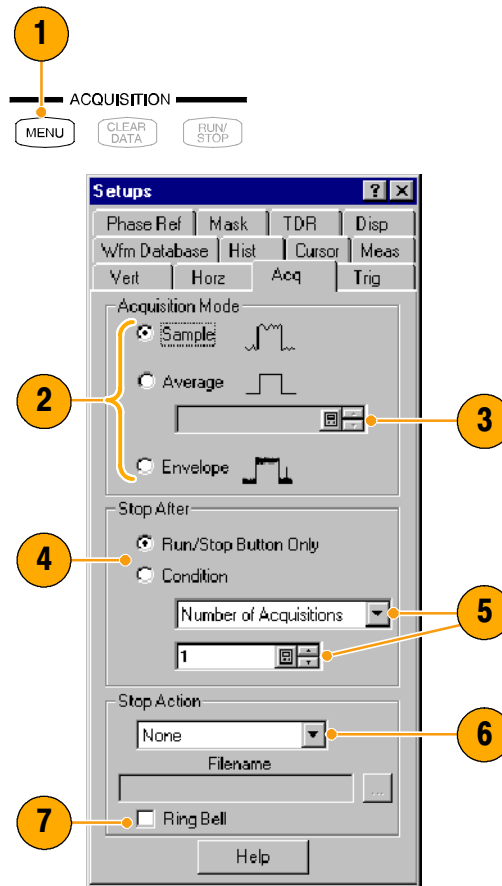 1
ACQUISITION
MENU
CLEAR
DATA
RUN/
STOP
Setups
Phase Ref Mask TDR Disp
Wfm Database Hist Cursor Meas
Vert Horz Acq Trig
Acquisition Mode
Sample
2
Average
3
Envelope
Stop After
4
Run/Stop Button Only
Condition
Number of Acquisitions
5
1
Stop Action
None
6
Filename
...
7
Ring Bell
Help